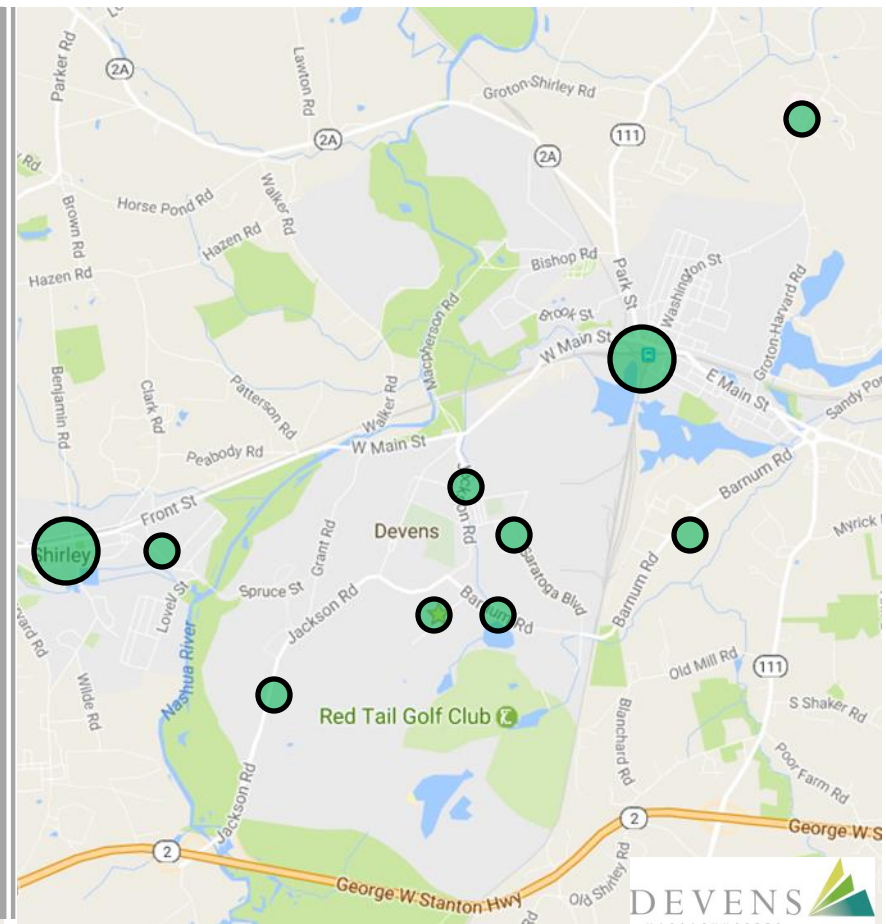 Parker Rd
2A
Lawton Rd
Groton-Shirley Rd
2A
111
2A
Rd
Horse Pond Rd
Walker Rd
Brown Rd
Hazen Rd
Hazen Rd
Bishop Rd
Park St
Washington St
Brook St
Groton-Harvard Rd
Macpherson Rd
W Main St
E Main St
Benjamin Rd
Clark Rd
Patterson Rd
Walker Rd
Sandy Pon
W Main St
Peabody Rd
Barnum Rd
Front St
Jackson Rd
Devens
Myrick
Shirley
Grant Rd
Saratoga Blvd
Spruce St
Lovell St
Jackson Rd
Barnum Rd
Barnum Rd
vard Rd
Nashua River
Wilde Rd
Old Mill Rd
111
Red Tail Golf Club
S Shaker Rd
Blanchard Rd
Poor Farm Rd
Jackson Rd
2
2
George W S
George W Stanton Hwy
Old Shirley Rd
DEVENS